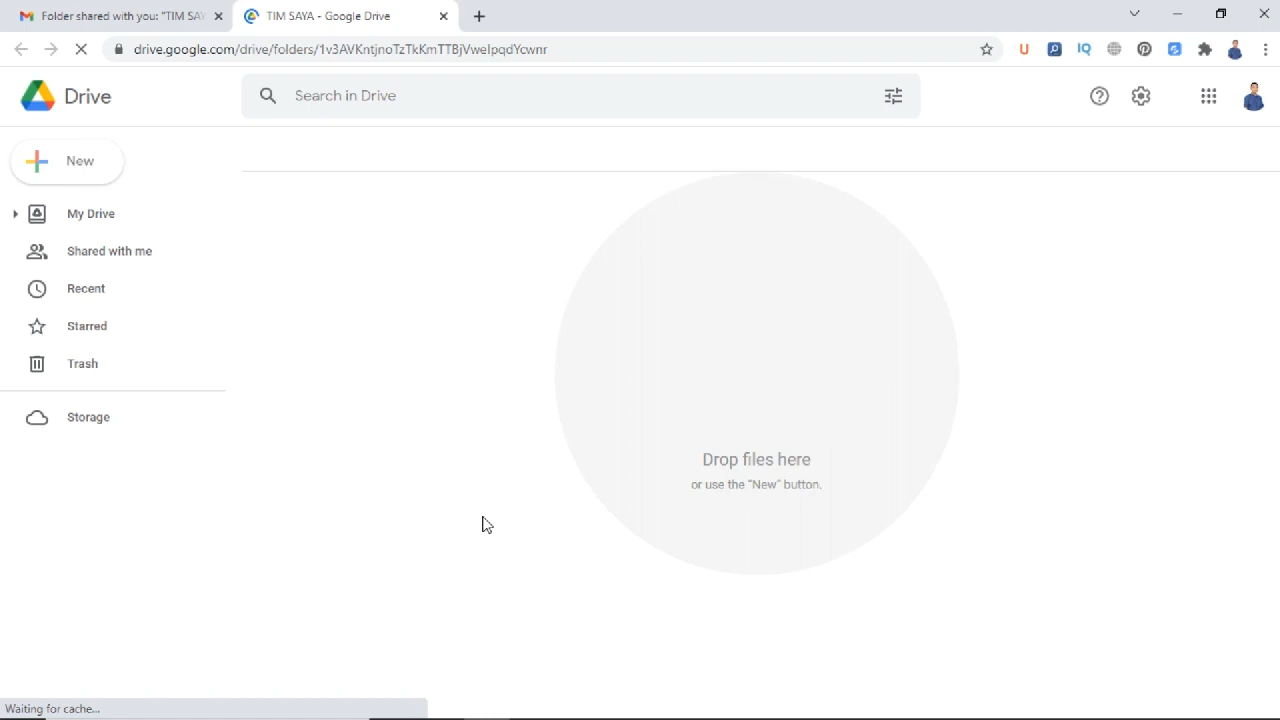 Folder shared with you: "TIM SAY
TIM SAYA - Google Drive
drive.google.com/drive/folders/1v3AVKntjnoTzTkKmTTBjVwelpqdYcwnr
U
IQ
Drive
Search in Drive
New
My Drive
Shared with me
Recent
Starred
Trash
Storage
Drop files here
or use the "New" button.
Waiting for cache...